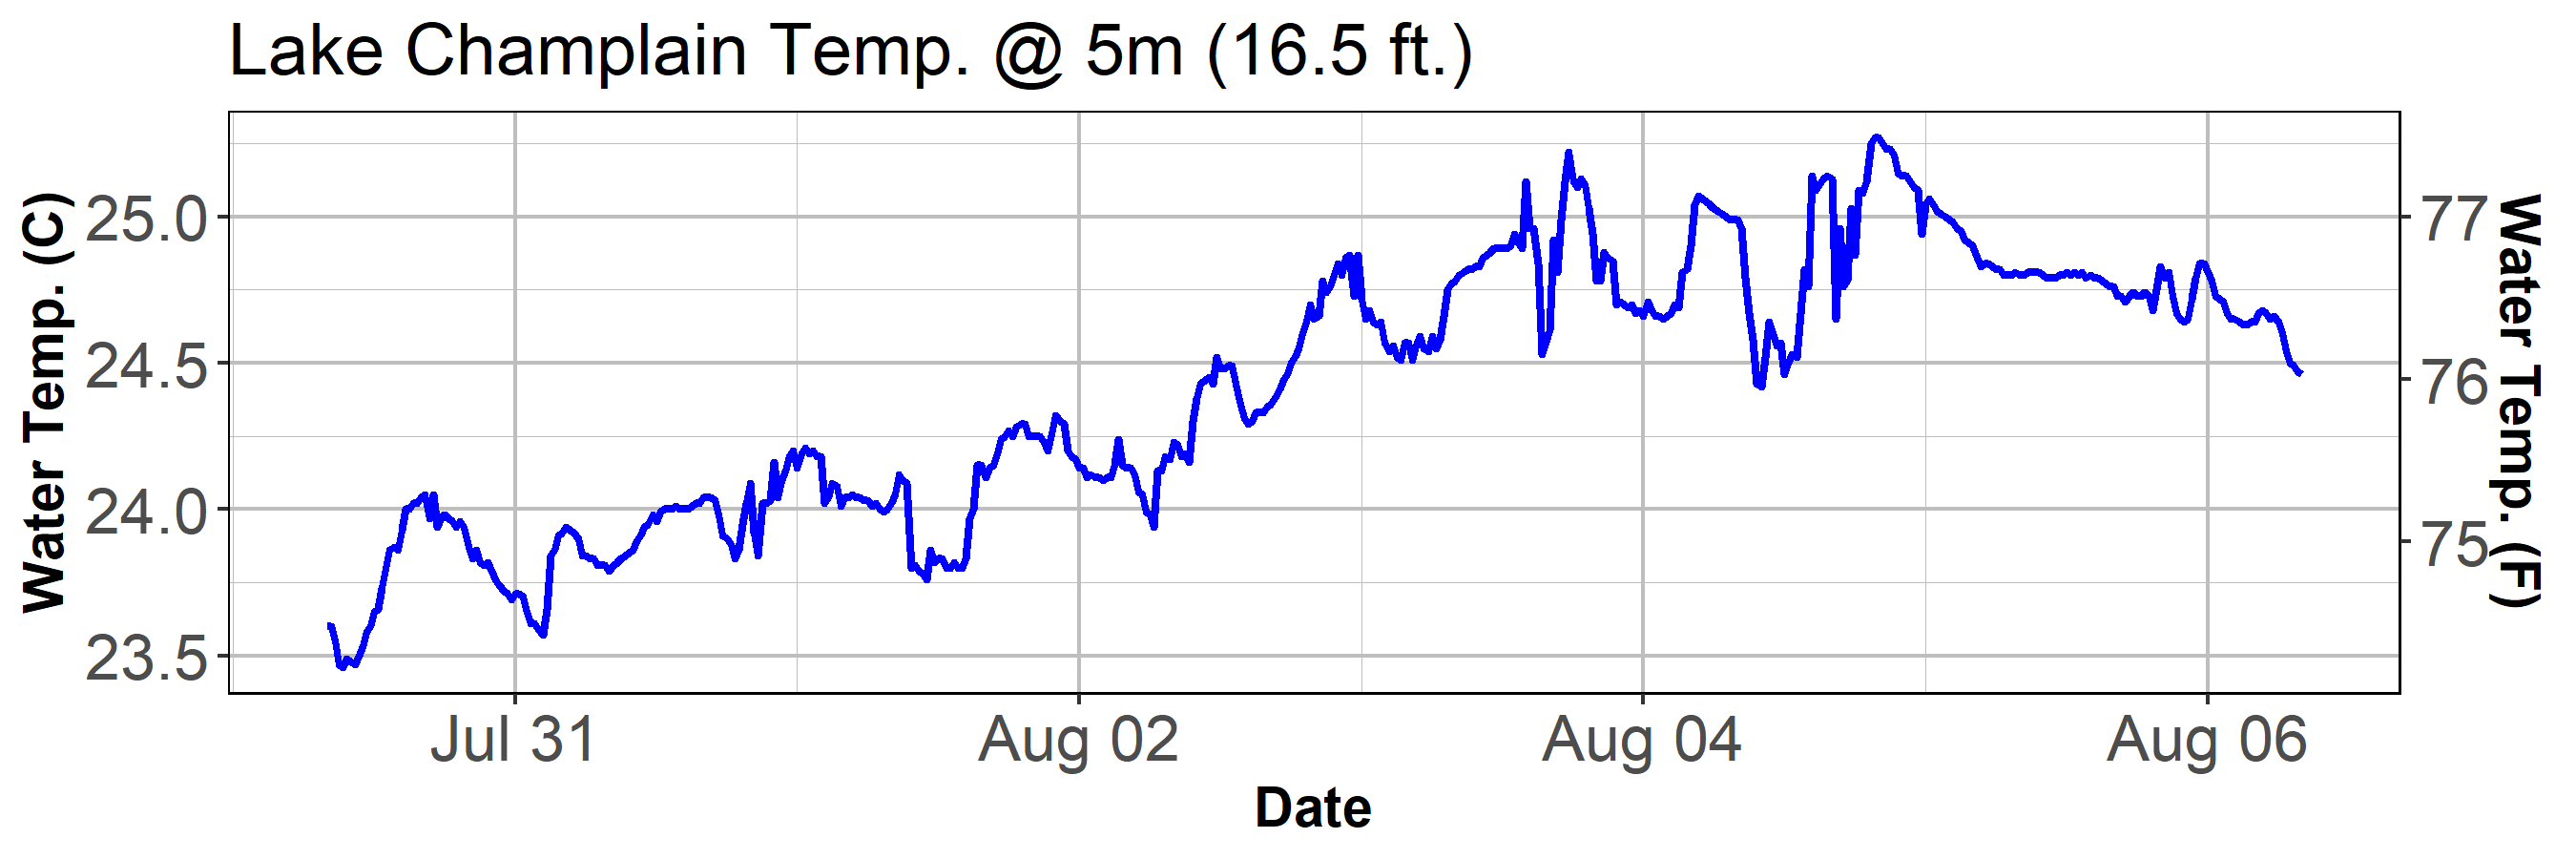 Lake Champlain Temp. @ 5m (16.5 ft.)
Water Temp. (C)
25.0
24.5
24.0
23.5
77
76
75
Water Temp. (F)
Jul 31
Aug 02
Aug 04
Aug 06
Date